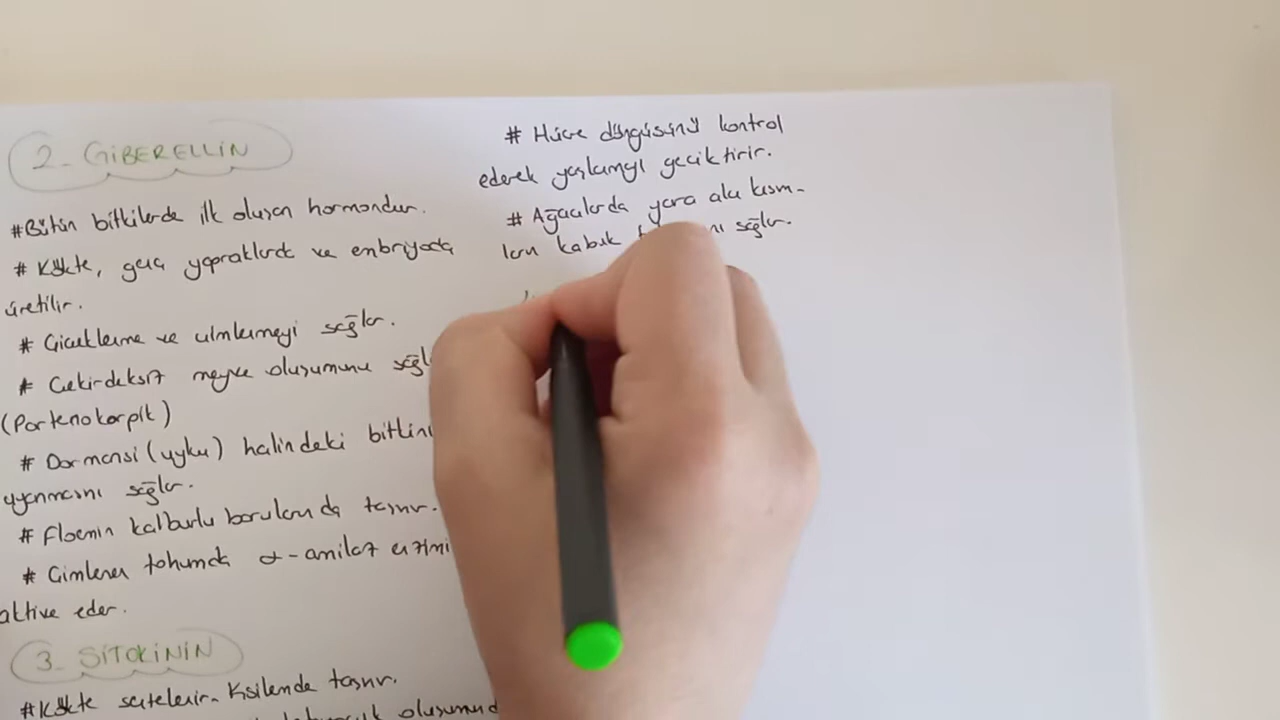 2- GİBERELLİN
#Bütün bitkilerde ilk oluşan hormondur.
# Kökte, genç yapraklarda ve embriyoda
üretilir.
# Çiçeklenme ve çimlenmeyi sağlar.
# Çekirdeksiz meyve oluşumunu
(Partenokarpik)
# Dormansi (uyku) halindeki
uyanmasını sağlar.
# Floemin kalburlu borularında taşınır.
# Çimlenen tohumda α-amilaz
aktive eder.
3- SİTOKİNİN
#Kökte sentezlenir. Ksilemde taşınır.
# Hücre döngüsünü kontrol
ederek yaşlanmayı geciktirir.
# Ağaçlarda yara alan kısım-
ların kabuk sağlar.